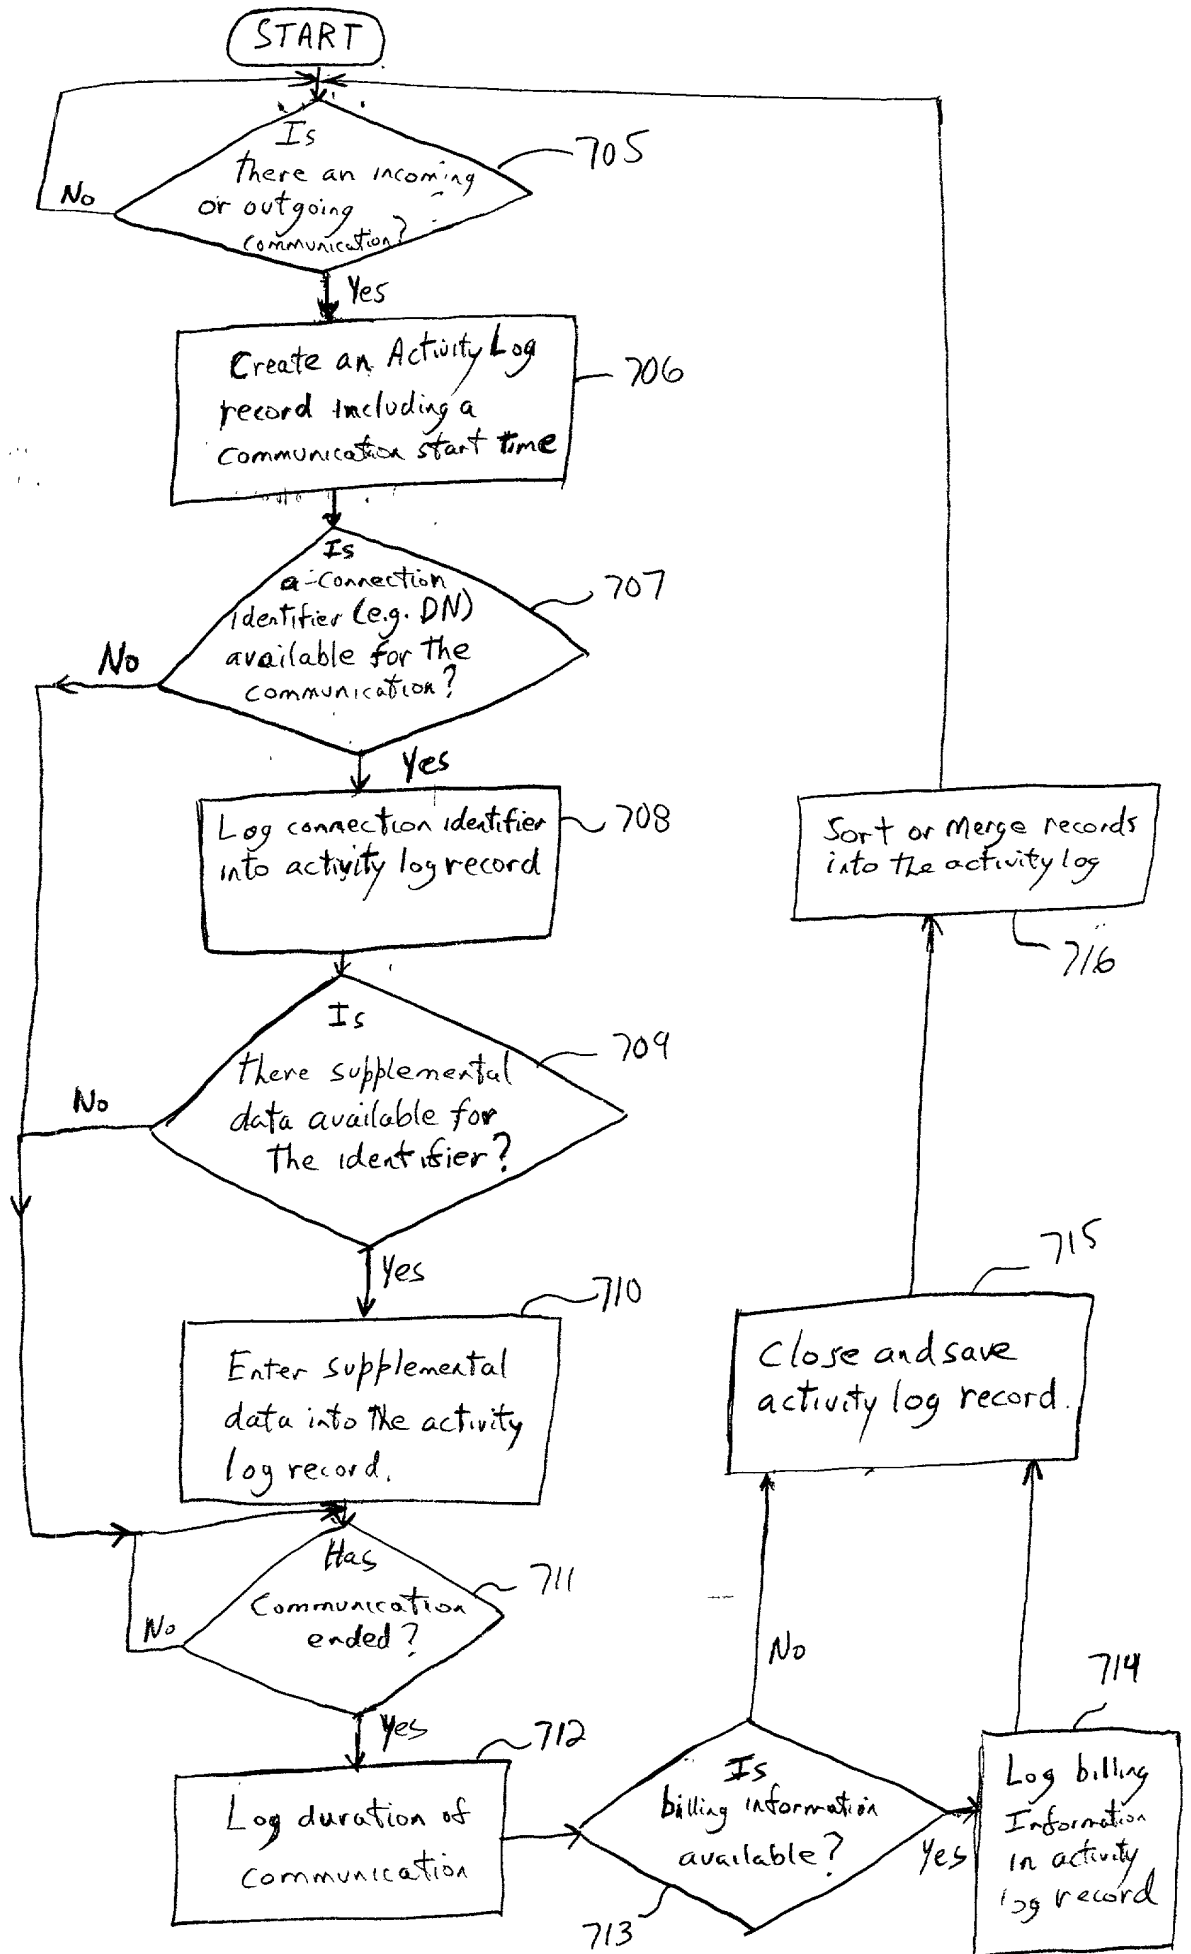 START
Is
there an incoming
or outgoing
communication?
705
No
Yes
Create an Activity Log
record including a
communication start time
706
Is
a connection
identifier (e.g. DN)
available for the
communication?
707
No
Yes
Log connection identifier
into activity log record
708
Is
there supplemental
data available for
the identifier?
709
No
Yes
Enter supplemental
data into the activity
log record.
710
Has
communication
ended?
711
No
Yes
Log duration of
communication
712
Is
billing information
available?
713
No
Yes
Log billing
Information
in activity
log record
714
Close and save
activity log record.
715
Sort or Merge records
into the activity log
716